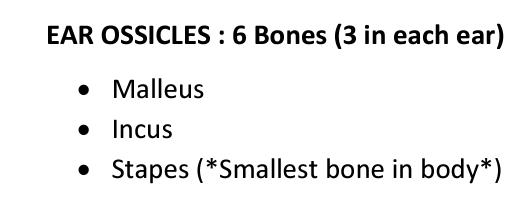 EAR OSSICLES : 6 Bones (3 in each ear)
• Malleus
• Incus
• Stapes (*Smallest bone in body*)